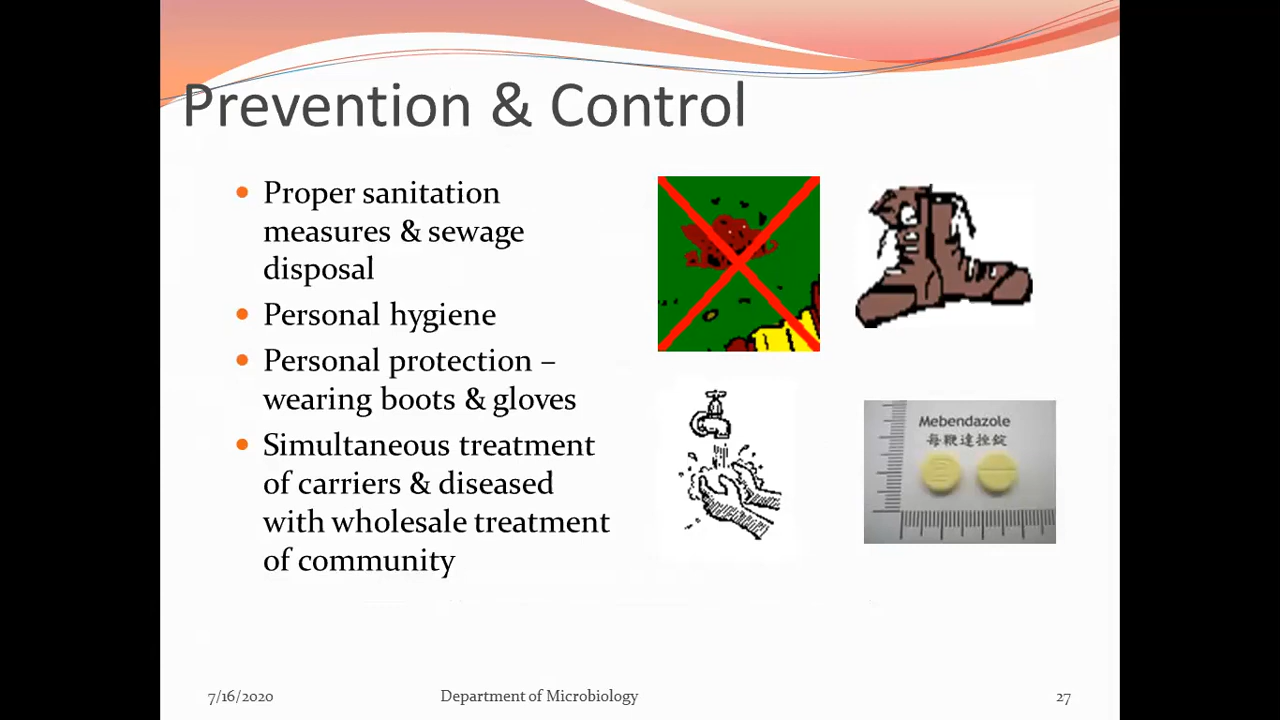 Prevention & Control
• Proper sanitation
measures & sewage
disposal
• Personal hygiene
• Personal protection –
wearing boots & gloves
• Simultaneous treatment
of carriers & diseased
with wholesale treatment
of community
Mebendazole
每鞭達挫錠
7/16/2020
Department of Microbiology
27